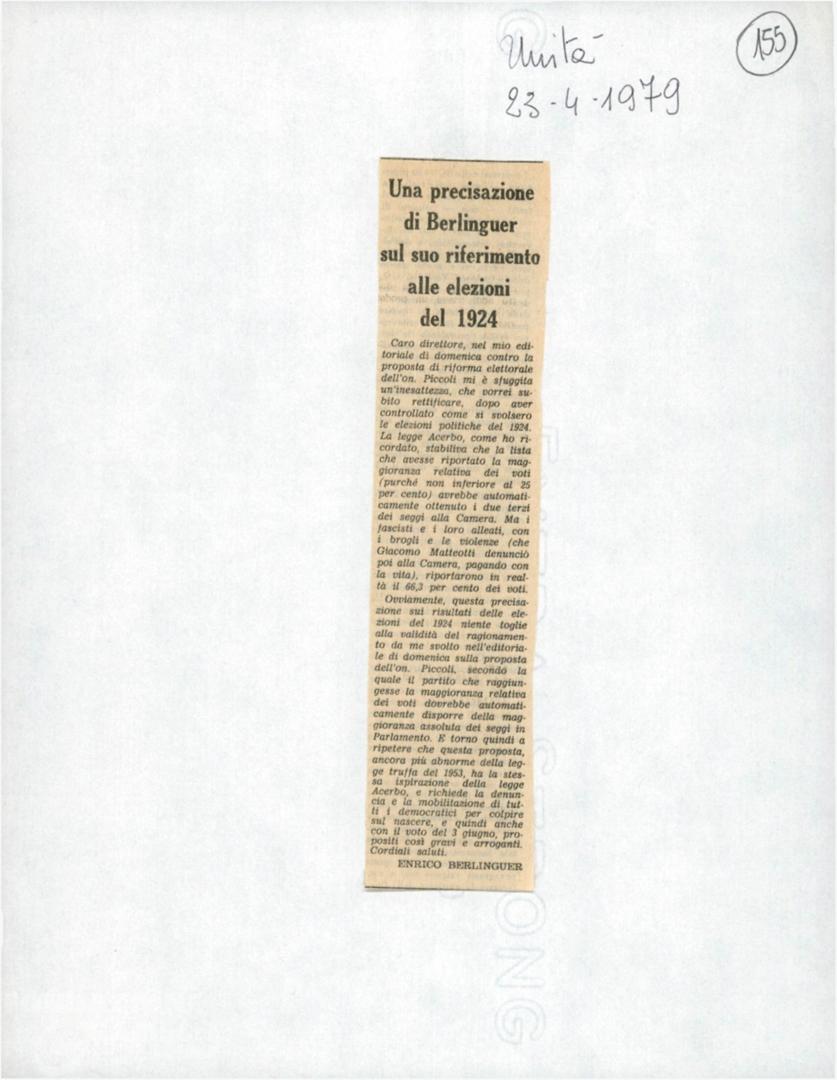 Unità
23-4-1979
155
Una precisazione
di Berlinguer
sul suo riferimento
alle elezioni
del 1924
Caro direttore, nel mio edi-
toriale di domenica contro la
proposta di riforma elettorale
dell'on. Piccoli mi è sfuggita
un'inesattezza, che vorrei su-
bito rettificare, dopo aver
controllato come si svolsero
le elezioni politiche del 1924.
La legge Acerbo, come ho ri-
cordato, stabiliva che la lista
che avesse riportato la mag-
gioranza relativa dei voti
(purché non inferiore al 25
per cento) avrebbe automati-
camente ottenuto i due terzi
dei seggi alla Camera. Ma i
fascisti e i loro alleati, con
i brogli e le violenze (che
Giacomo Matteotti denunciò
poi alla Camera, pagando con
la vita), riportarono in real-
tà il 66,3 per cento dei voti.
Ovviamente, questa precisa-
zione sui risultati delle ele-
zioni del 1924 niente toglie
alla validità del ragionamen-
to da me svolto nell'editoria-
le di domenica sulla proposta
dell'on. Piccoli, secondo la
quale il partito che raggiun-
gesse la maggioranza relativa
dei voti dovrebbe automati-
camente disporre della mag-
gioranza assoluta dei seggi in
Parlamento. E torno quindi a
ripetere che questa proposta,
ancora più abnorme della leg-
ge truffa del 1953, ha la stes-
sa ispirazione della legge
Acerbo, e richiede la denun-
cia e la mobilitazione di tut-
ti i democratici per colpire
sul nascere, e quindi anche
con il voto del 3 giugno, pro-
positi così gravi e arroganti.
Cordiali saluti.
ENRICO BERLINGUER